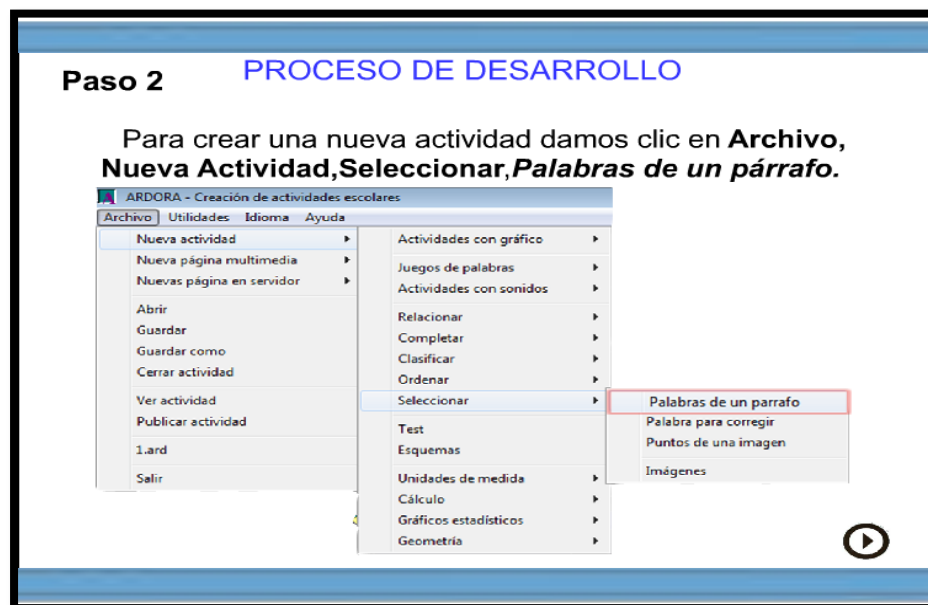 Paso 2
PROCESO DE DESARROLLO
Para crear una nueva actividad damos clic en Archivo,
Nueva Actividad,Seleccionar,Palabras de un párrafo.
ARDORA - Creación de actividades escolares
Archivo Utilidades Idioma Ayuda
Nueva actividad
Nueva página multimedia
Nuevas página en servidor
Abrir
Guardar
Guardar como
Cerrar actividad
Ver actividad
Publicar actividad
1.ard
Salir
Actividades con gráfico
Juegos de palabras
Actividades con sonidos
Relacionar
Completar
Clasificar
Ordenar
Seleccionar
Test
Esquemas
Unidades de medida
Cálculo
Gráficos estadísticos
Geometría
Palabras de un parrafo
Palabra para corregir
Puntos de una imagen
Imágenes